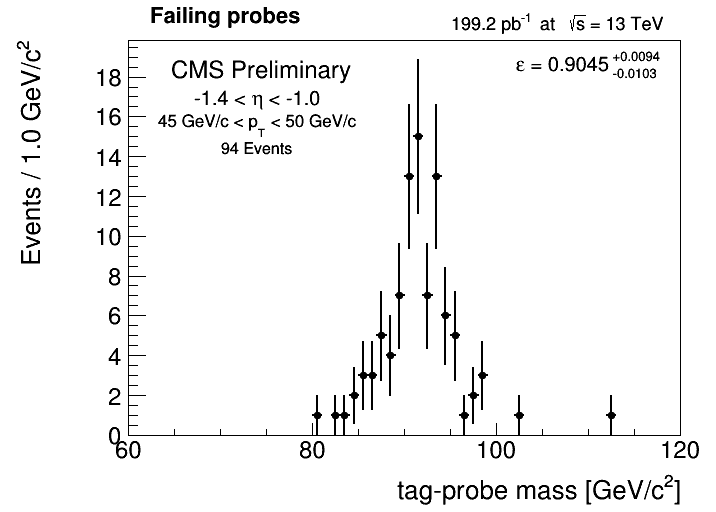 Failing probes
199.2 pb⁻¹ at √s = 13 TeV
CMS Preliminary
ε = 0.9045 +0.0094 -0.0103
-1.4 < η < -1.0
45 GeV/c < p_T < 50 GeV/c
94 Events
Events / 1.0 GeV/c²
18
16
14
12
10
8
6
4
2
0
60 80 100 120
tag-probe mass [GeV/c²]